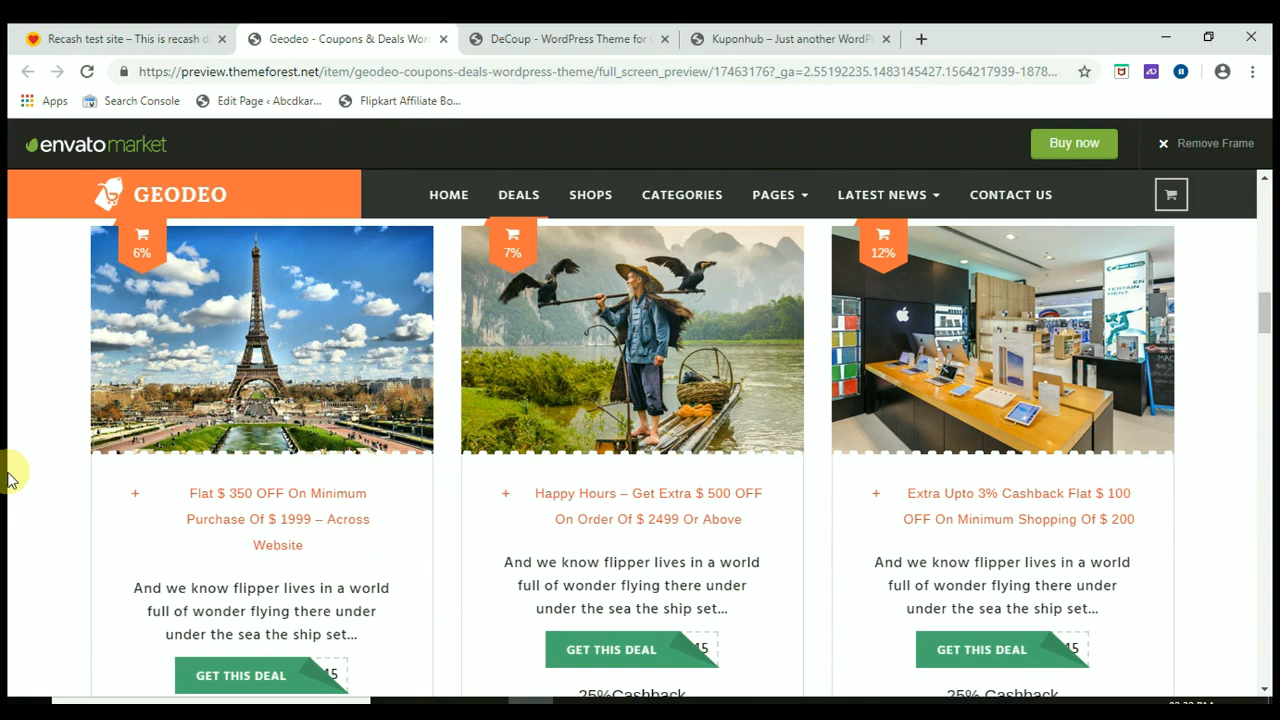 Recash test site – This is recash d
Geodeo - Coupons & Deals Wor
DeCoup - WordPress Theme for
Kuponhub – Just another WordP
https://preview.themeforest.net/item/geodeo-coupons-deals-wordpress-theme/full_screen_preview/17463176?_ga=2.55192235.1483145427.1564217939-1878...
Apps
Search Console
Edit Page ‹ Abcdkar...
Flipkart Affiliate Bo...
envatomarket
Buy now
Remove Frame
GEODEO
HOME
DEALS
SHOPS
CATEGORIES
PAGES
LATEST NEWS
CONTACT US
6%
7%
12%
+ Flat $ 350 OFF On Minimum
Purchase Of $ 1999 – Across
Website
And we know flipper lives in a world
full of wonder flying there under
under the sea the ship set...
GET THIS DEAL
15
+ Happy Hours – Get Extra $ 500 OFF
On Order Of $ 2499 Or Above
And we know flipper lives in a world
full of wonder flying there under
under the sea the ship set...
GET THIS DEAL
15
25%Cashback
+ Extra Upto 3% Cashback Flat $ 100
OFF On Minimum Shopping Of $ 200
And we know flipper lives in a world
full of wonder flying there under
under the sea the ship set...
GET THIS DEAL
15
25% Cashback